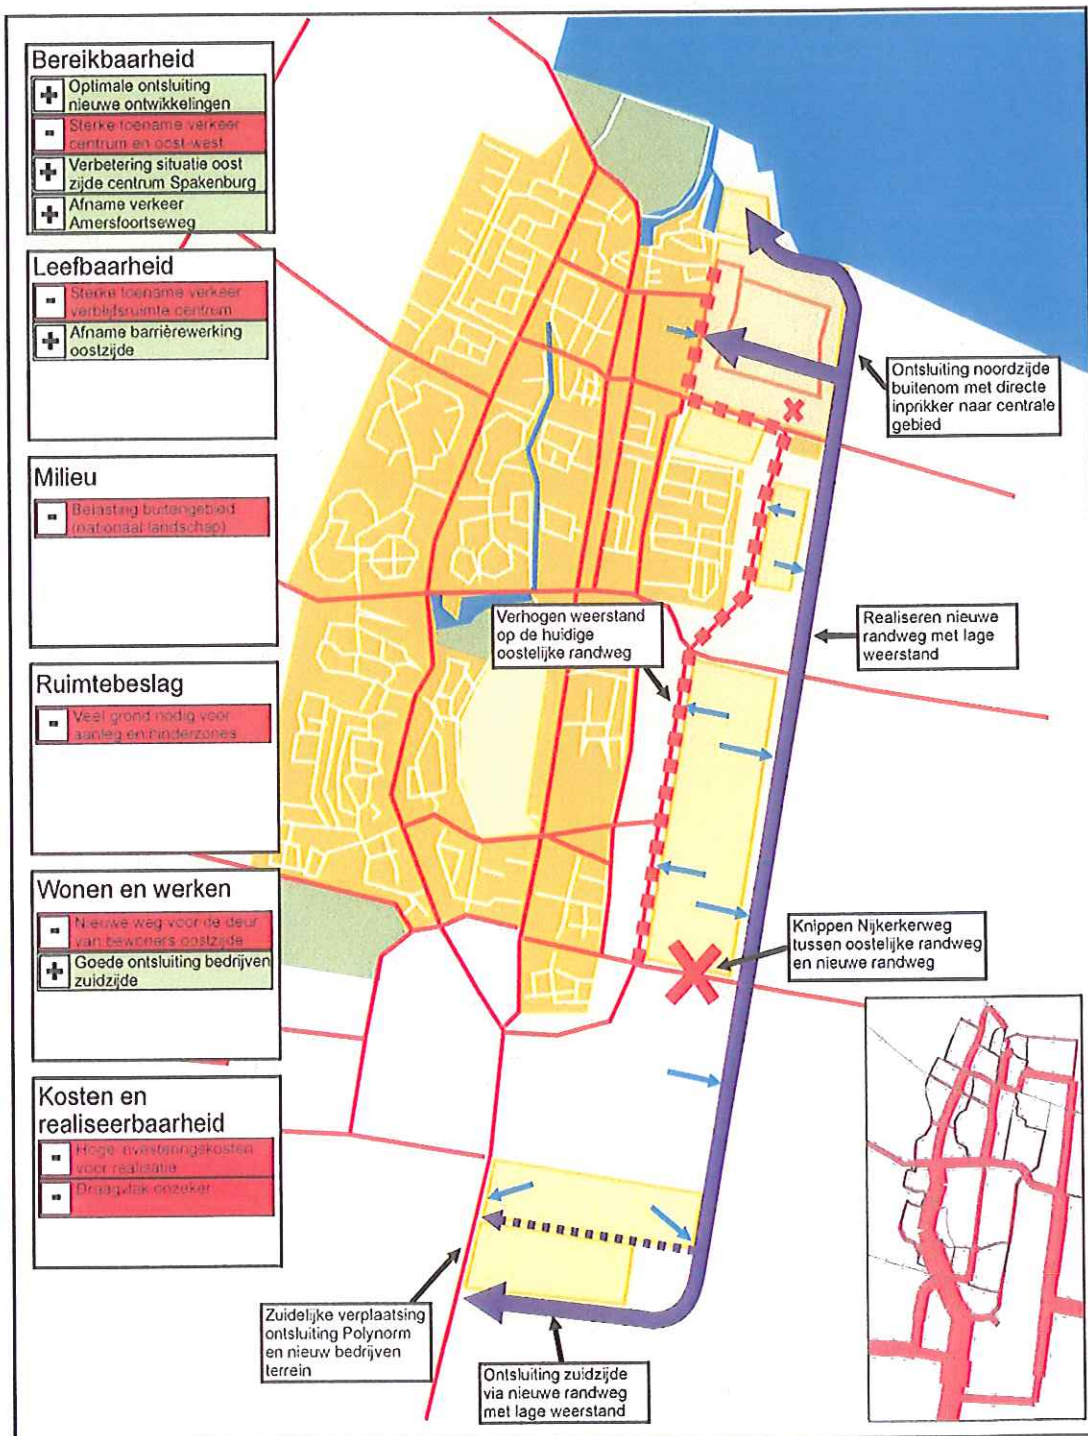 Bereikbaarheid
+ Optimale ontsluiting
nieuwe ontwikkelingen
- Sterke toename verkeer
centrum en oost-west
+ Verbetering situatie oost
zijde centrum Spakenburg
+ Afname verkeer
Amersfoortseweg
Leefbaarheid
- Sterke toename verkeer
verblijfsruimte centrum
+ Afname barrièrewerking
oostzijde
Milieu
- Belasting buitengebied
(nationaal landschap)
Ruimtebeslag
- Veel grond nodig voor
aanleg en hinderzones
Wonen en werken
- Nieuwe weg voor de deur
van bewoners oostzijde
+ Goede ontsluiting bedrijven
zuidzijde
Kosten en
realiseerbaarheid
- Hoge investeringskosten
voor realisatie
- Draagvlak onzeker
Ontsluiting noordzijde
buitenom met directe
inprikker naar centrale
gebied
Verhogen weerstand
op de huidige
oostelijke randweg
Realiseren nieuwe
randweg met lage
weerstand
Knippen Nijkerkerweg
tussen oostelijke randweg
en nieuwe randweg
Zuidelijke verplaatsing
ontsluiting Polynorm
en nieuw bedrijven
terrein
Ontsluiting zuidzijde
via nieuwe randweg
met lage weerstand